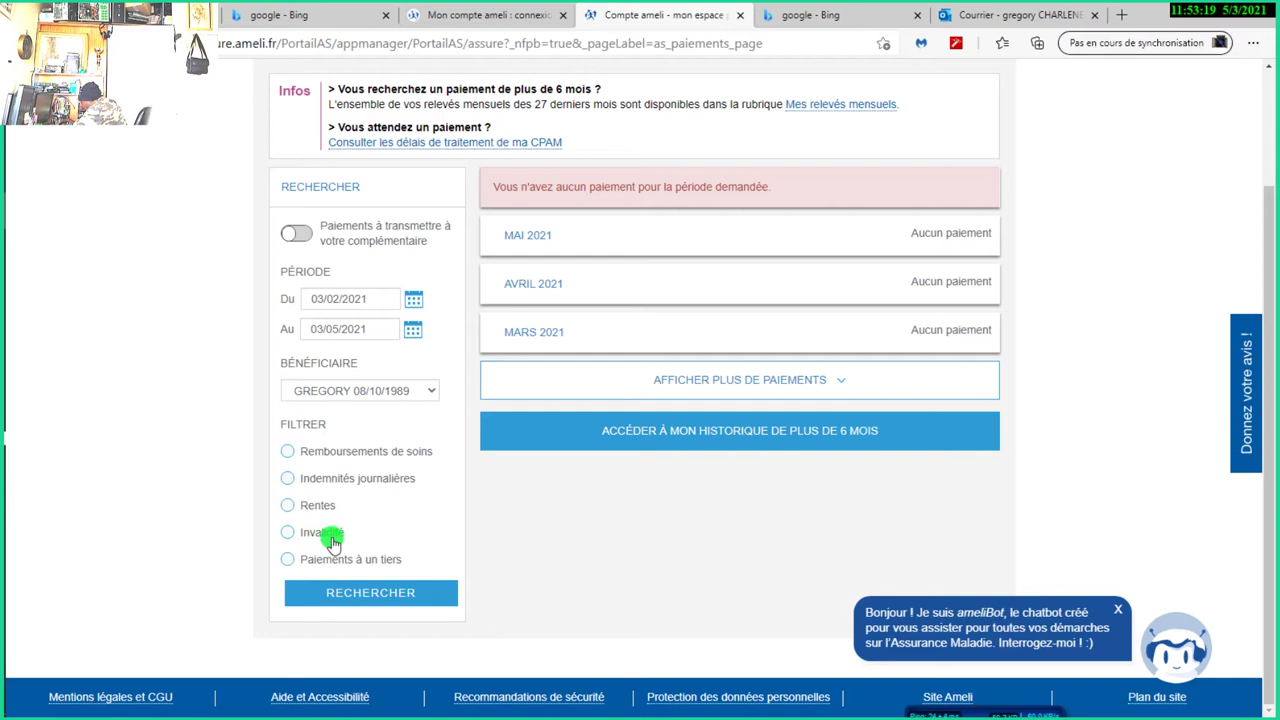 google - Bing
Mon compte ameli : connexio
Compte ameli - mon espace p
google - Bing
Courrier - gregory CHARLENE
11:53:19 5/3/2021
ure.ameli.fr/PortailAS/appmanager/PortailAS/assure?_nfpb=true&_pageLabel=as_paiements_page
Pas en cours de synchronisation
Infos
> Vous recherchez un paiement de plus de 6 mois ?
L'ensemble de vos relevés mensuels des 27 derniers mois sont disponibles dans la rubrique Mes relevés mensuels.
> Vous attendez un paiement ?
Consulter les délais de traitement de ma CPAM
RECHERCHER
Paiements à transmettre à
votre complémentaire
PÉRIODE
Du 03/02/2021
Au 03/05/2021
BÉNÉFICIAIRE
GREGORY 08/10/1989
FILTRER
Remboursements de soins
Indemnités journalières
Rentes
Invalidité
Paiements à un tiers
RECHERCHER
Vous n'avez aucun paiement pour la période demandée.
MAI 2021 Aucun paiement
AVRIL 2021 Aucun paiement
MARS 2021 Aucun paiement
AFFICHER PLUS DE PAIEMENTS
ACCÉDER À MON HISTORIQUE DE PLUS DE 6 MOIS
Donnez votre avis !
Bonjour ! Je suis ameliBot, le chatbot créé
pour vous assister pour toutes vos démarches
sur l'Assurance Maladie. Interrogez-moi ! :)
X
Mentions légales et CGU
Aide et Accessibilité
Recommandations de sécurité
Protection des données personnelles
Site Ameli
Plan du site